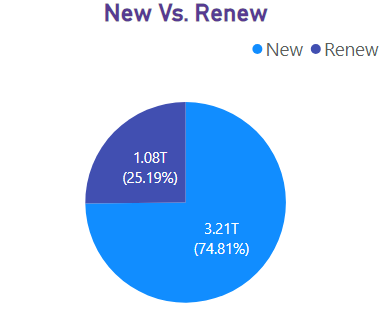 New Vs. Renew
New Renew
1.08T
(25.19%)
3.21T
(74.81%)